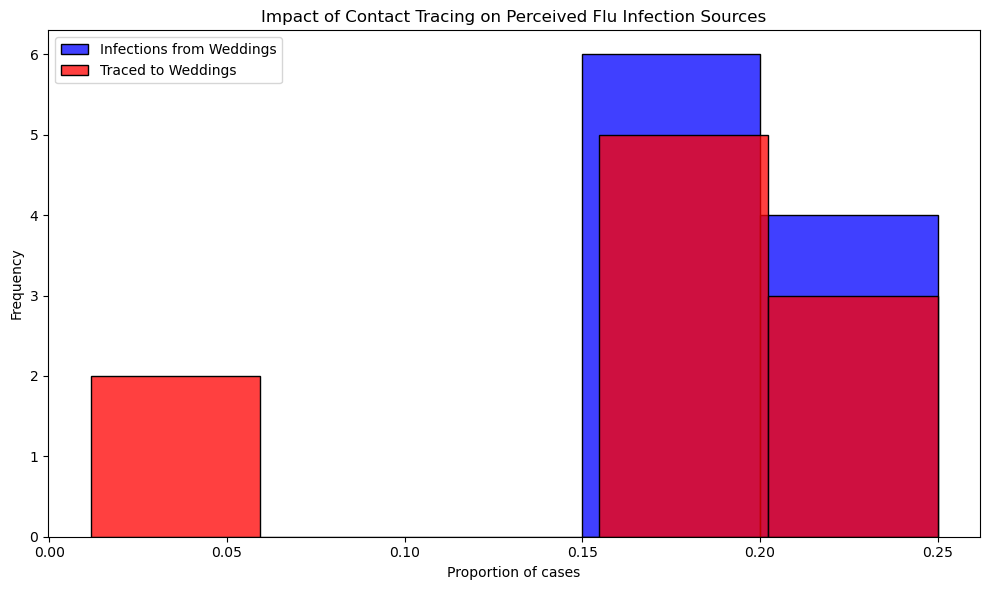 Impact of Contact Tracing on Perceived Flu Infection Sources
Infections from Weddings
Traced to Weddings
6
5
4
3
2
1
0
Frequency
0.00 0.05 0.10 0.15 0.20 0.25
Proportion of cases